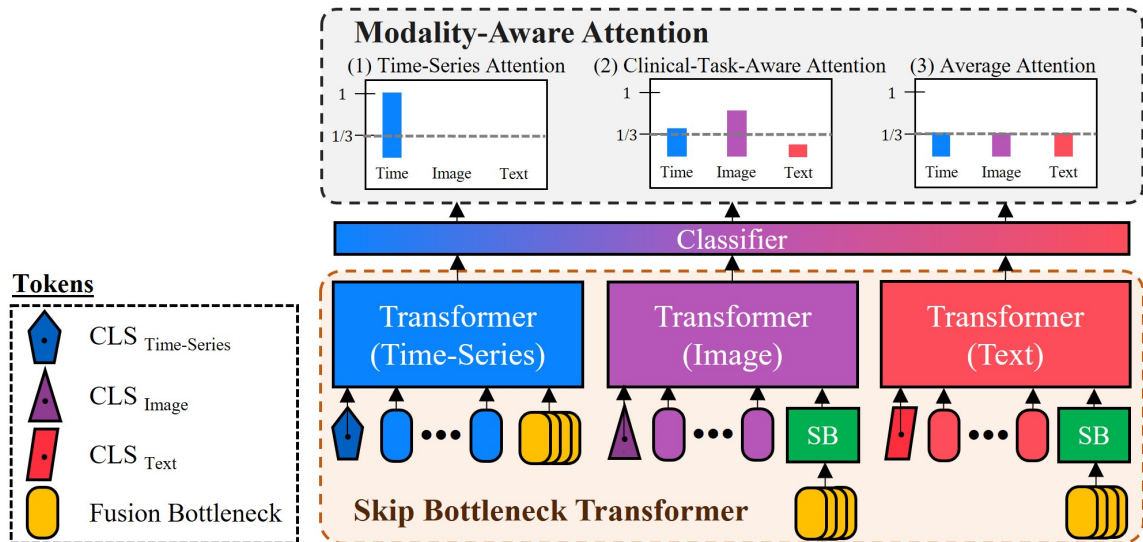 Modality-Aware Attention
(1) Time-Series Attention
1
1/3
Time Image Text
(2) Clinical-Task-Aware Attention
1
1/3
Time Image Text
(3) Average Attention
1
1/3
Time Image Text
Classifier
Tokens
CLS Time-Series
CLS Image
CLS Text
Fusion Bottleneck
Transformer
(Time-Series)
Transformer
(Image)
Transformer
(Text)
SB
SB
Skip Bottleneck Transformer